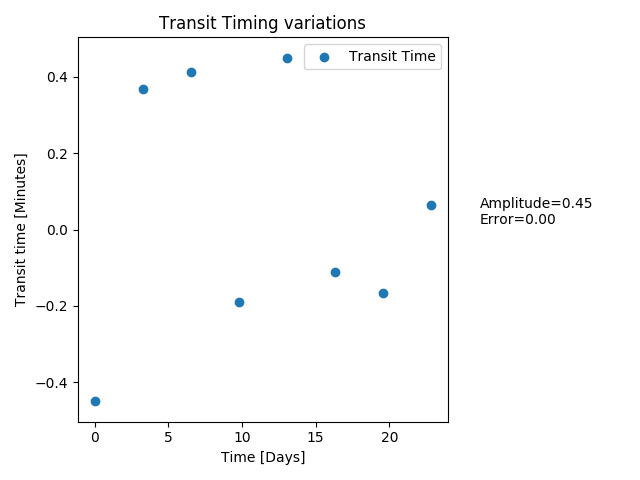 Transit Timing variations
Transit Time
Transit time [Minutes]
0.4
0.2
0.0
−0.2
−0.4
Amplitude=0.45
Error=0.00
0
5
10
15
20
Time [Days]